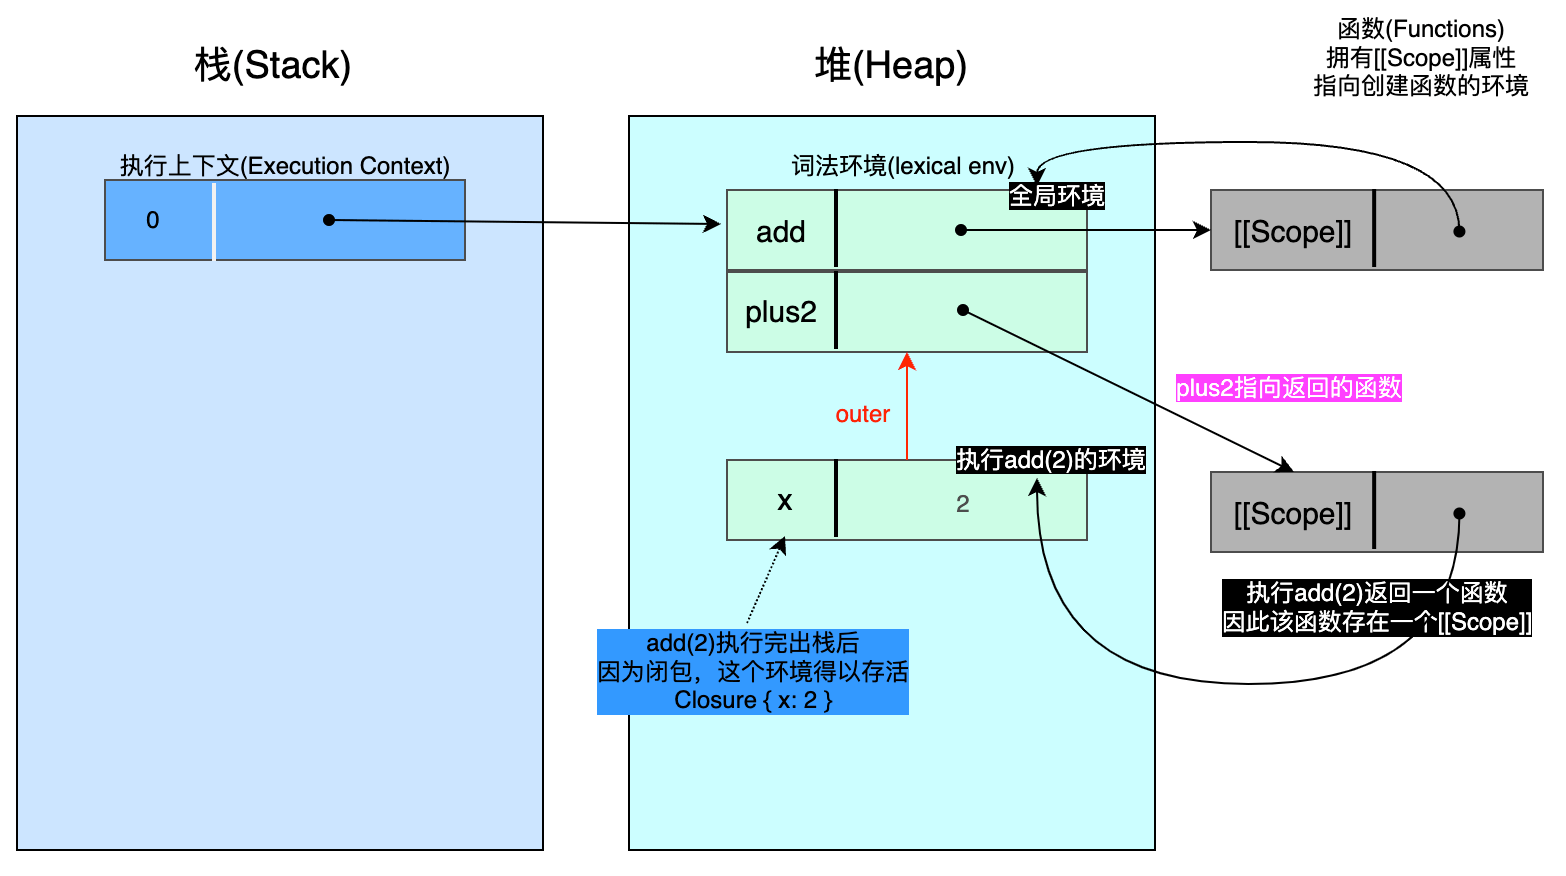 栈(Stack)
堆(Heap)
函数(Functions)
拥有[[Scope]]属性
指向创建函数的环境
执行上下文(Execution Context)
0
词法环境(lexical env)
全局环境
add
[[Scope]]
plus2
plus2指向返回的函数
outer
执行add(2)的环境
x
2
[[Scope]]
执行add(2)返回一个函数
因此该函数存在一个[[Scope]]
add(2)执行完出栈后
因为闭包，这个环境得以存活
Closure { x: 2 }